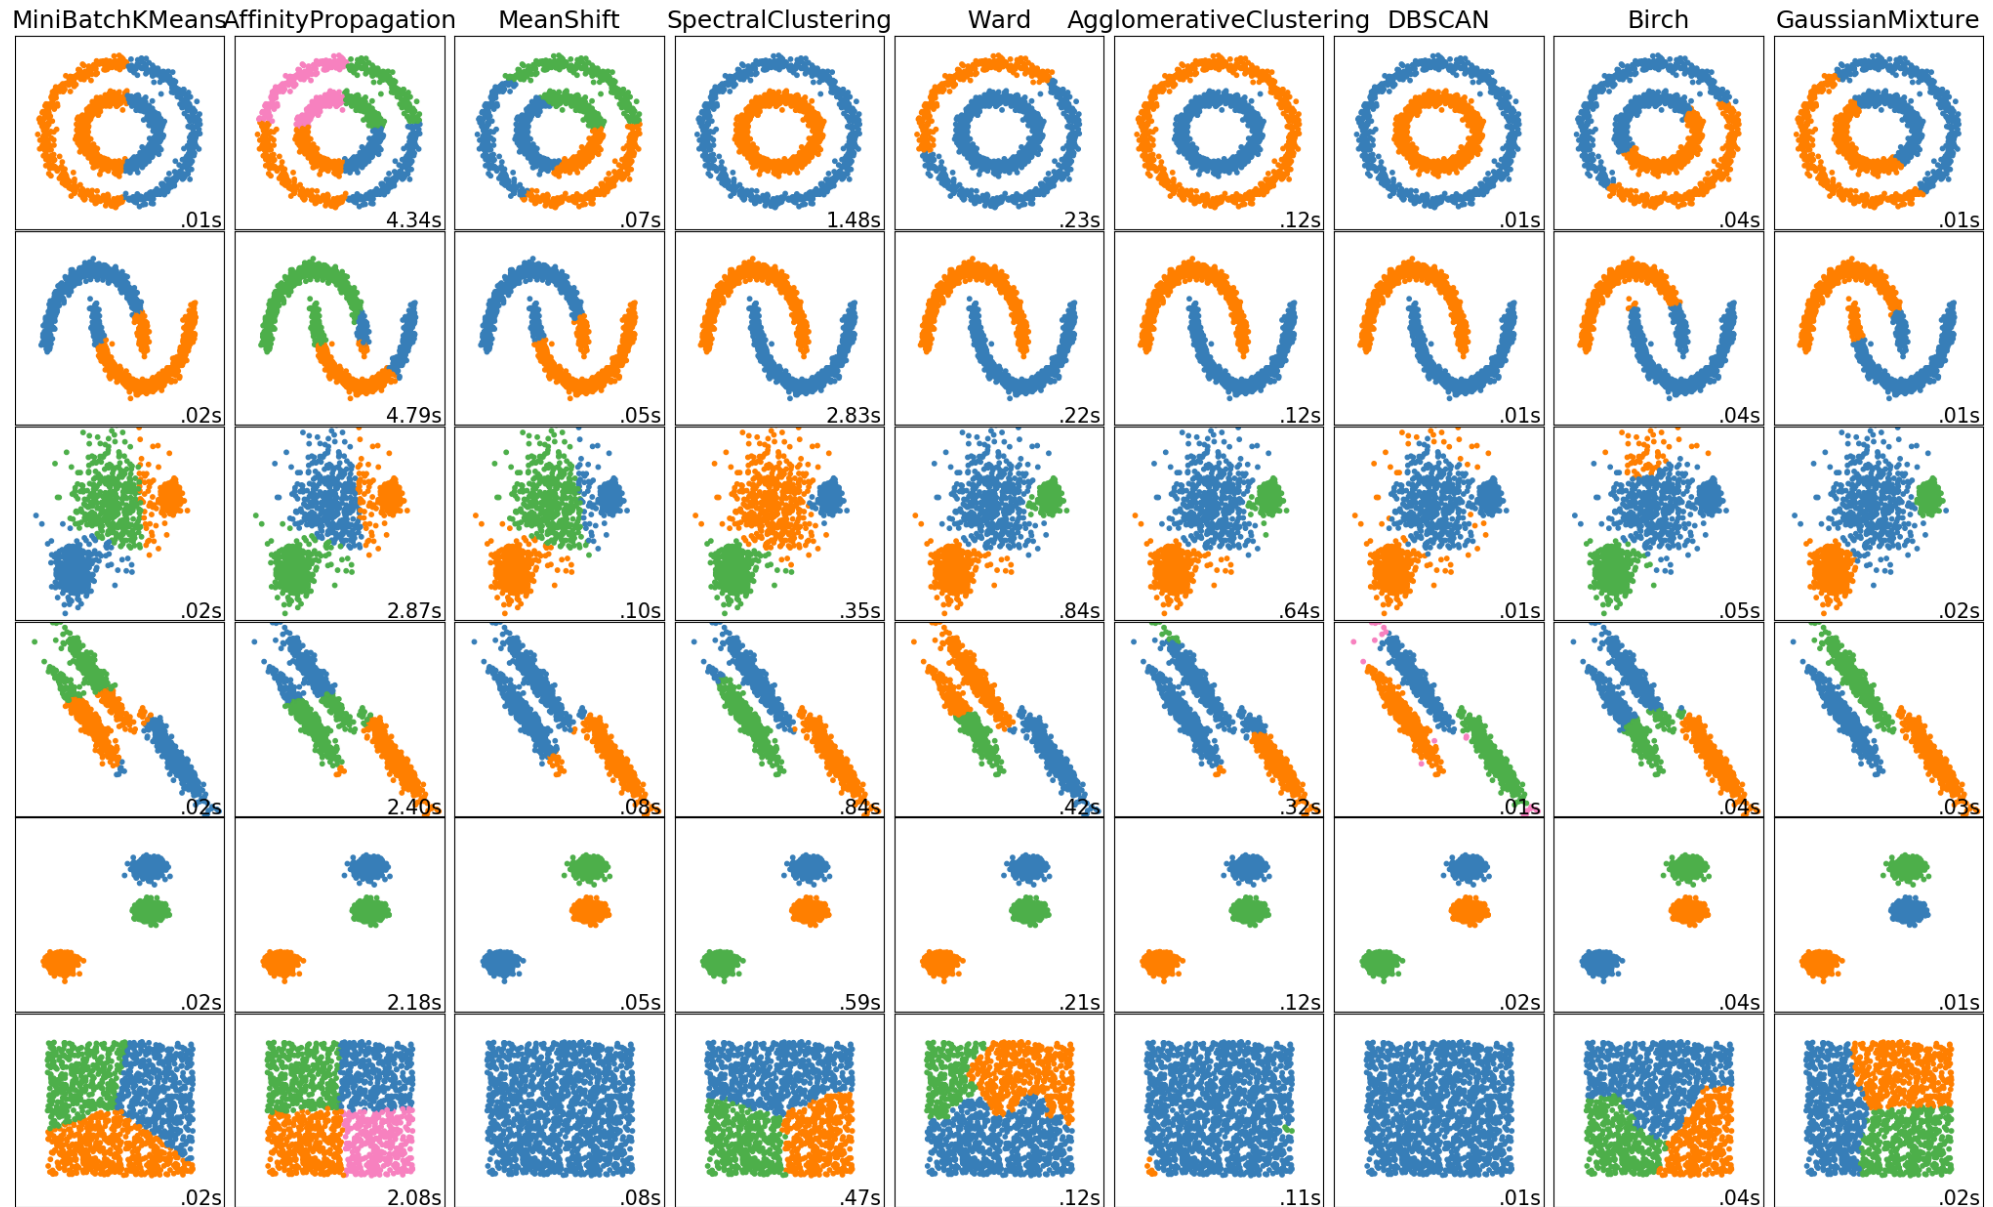 MiniBatchKMeans AffinityPropagation MeanShift SpectralClustering Ward AgglomerativeClustering DBSCAN Birch GaussianMixture
.01s 4.34s .07s 1.48s .23s .12s .01s .04s .01s
.02s 4.79s .05s 2.83s .22s .12s .01s .04s .01s
.02s 2.87s .10s .35s .84s .64s .01s .05s .02s
.02s 2.40s .08s .84s .42s .32s .01s .04s .03s
.02s 2.18s .05s .59s .21s .12s .02s .04s .01s
.02s 2.08s .08s .47s .12s .11s .01s .04s .02s